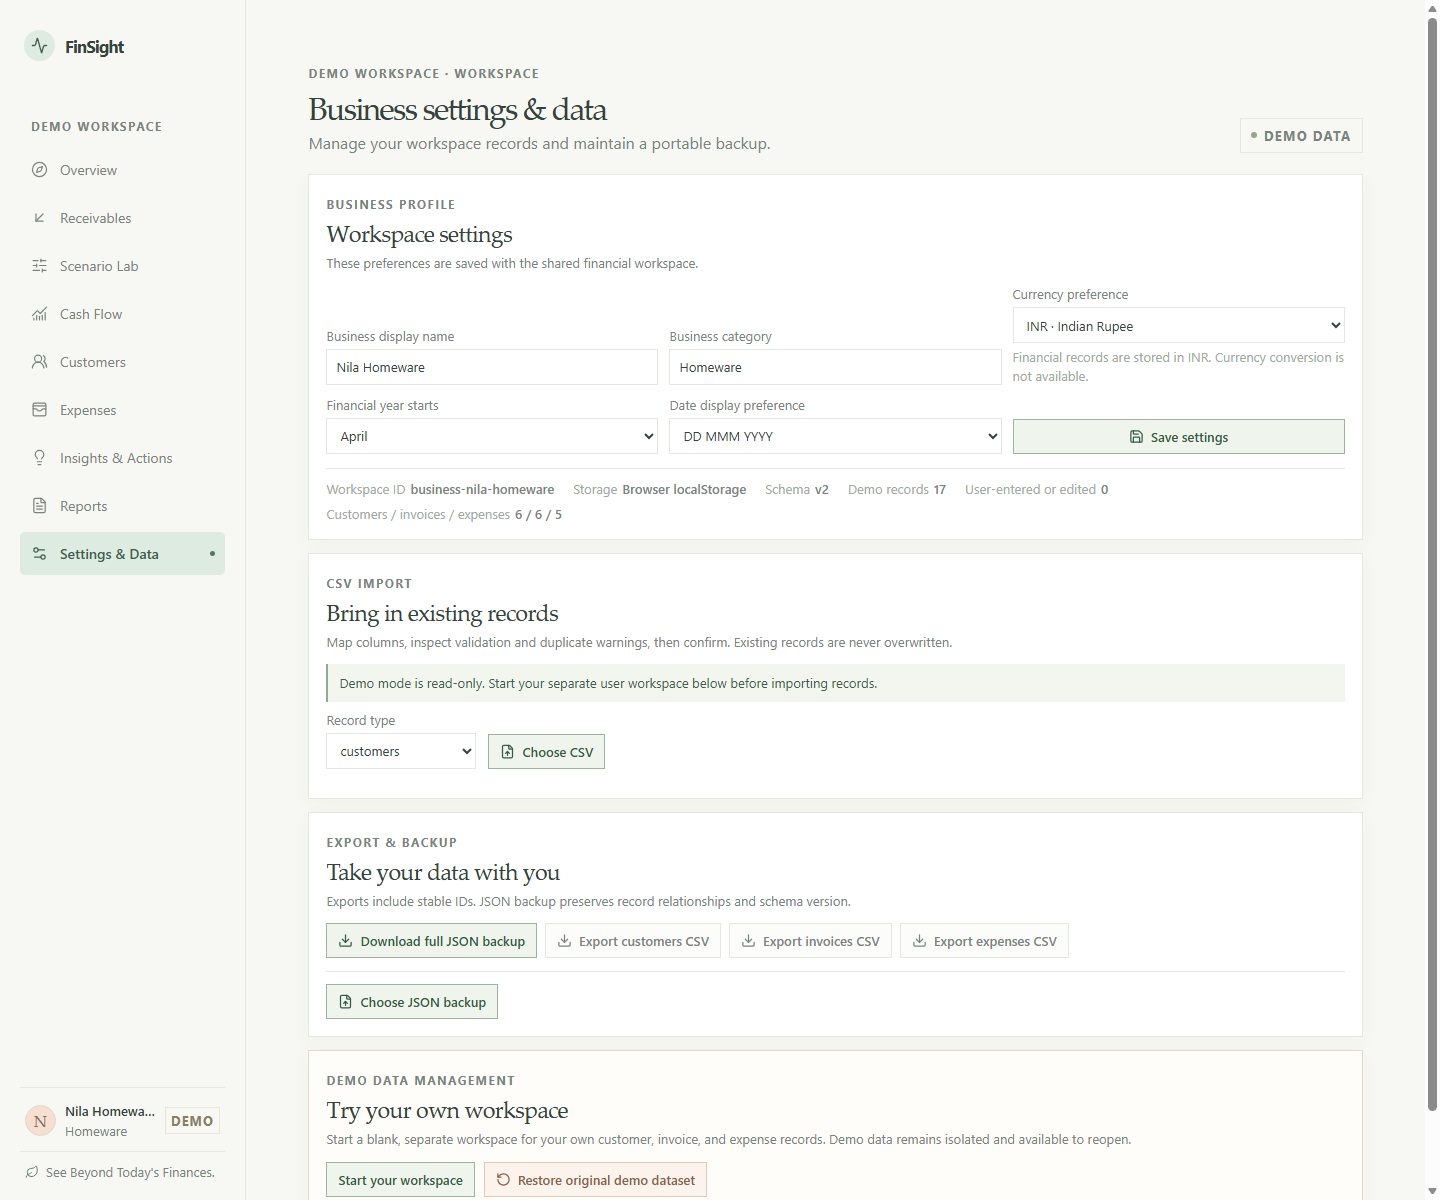 FinSight
DEMO WORKSPACE
Overview
Receivables
Scenario Lab
Cash Flow
Customers
Expenses
Insights & Actions
Reports
Settings & Data
N
Nila Homewa...
Homeware
DEMO
See Beyond Today's Finances.
DEMO WORKSPACE · WORKSPACE
Business settings & data
Manage your workspace records and maintain a portable backup.
DEMO DATA
BUSINESS PROFILE
Workspace settings
These preferences are saved with the shared financial workspace.
Business display name
Nila Homeware
Business category
Homeware
Currency preference
INR · Indian Rupee
Financial records are stored in INR. Currency conversion is
not available.
Financial year starts
April
Date display preference
DD MMM YYYY
Save settings
Workspace ID business-nila-homeware Storage Browser localStorage Schema v2 Demo records 17 User-entered or edited 0
Customers / invoices / expenses 6 / 6 / 5
CSV IMPORT
Bring in existing records
Map columns, inspect validation and duplicate warnings, then confirm. Existing records are never overwritten.
Demo mode is read-only. Start your separate user workspace below before importing records.
Record type
customers
Choose CSV
EXPORT & BACKUP
Take your data with you
Exports include stable IDs. JSON backup preserves record relationships and schema version.
Download full JSON backup
Export customers CSV
Export invoices CSV
Export expenses CSV
Choose JSON backup
DEMO DATA MANAGEMENT
Try your own workspace
Start a blank, separate workspace for your own customer, invoice, and expense records. Demo data remains isolated and available to reopen.
Start your workspace
Restore original demo dataset